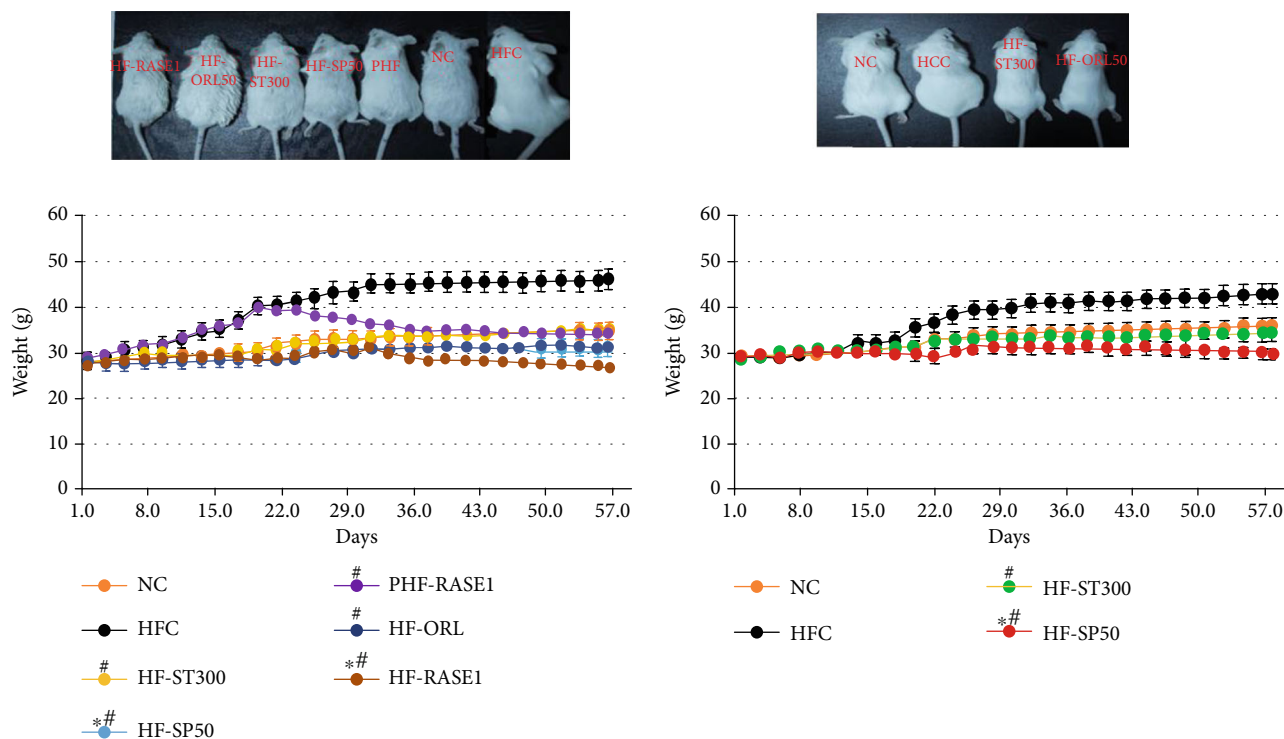 HF-RASE1
HF-
ORL50
HF-
ST300
HF-SP50
PHF
NC
HFC
NC
HCC
HF-
ST300
HF-ORL50
60
50
40
30
20
10
0
Weight (g)
1.0 8.0 15.0 22.0 29.0 36.0 43.0 50.0 57.0
Days
NC
HFC
# HF-ST300
*# HF-SP50
# PHF-RASE1
# HF-ORL
*# HF-RASE1
60
50
40
30
20
10
0
Weight (g)
1.0 8.0 15.0 22.0 29.0 36.0 43.0 50.0 57.0
Days
NC
HFC
# HF-ST300
*# HF-SP50